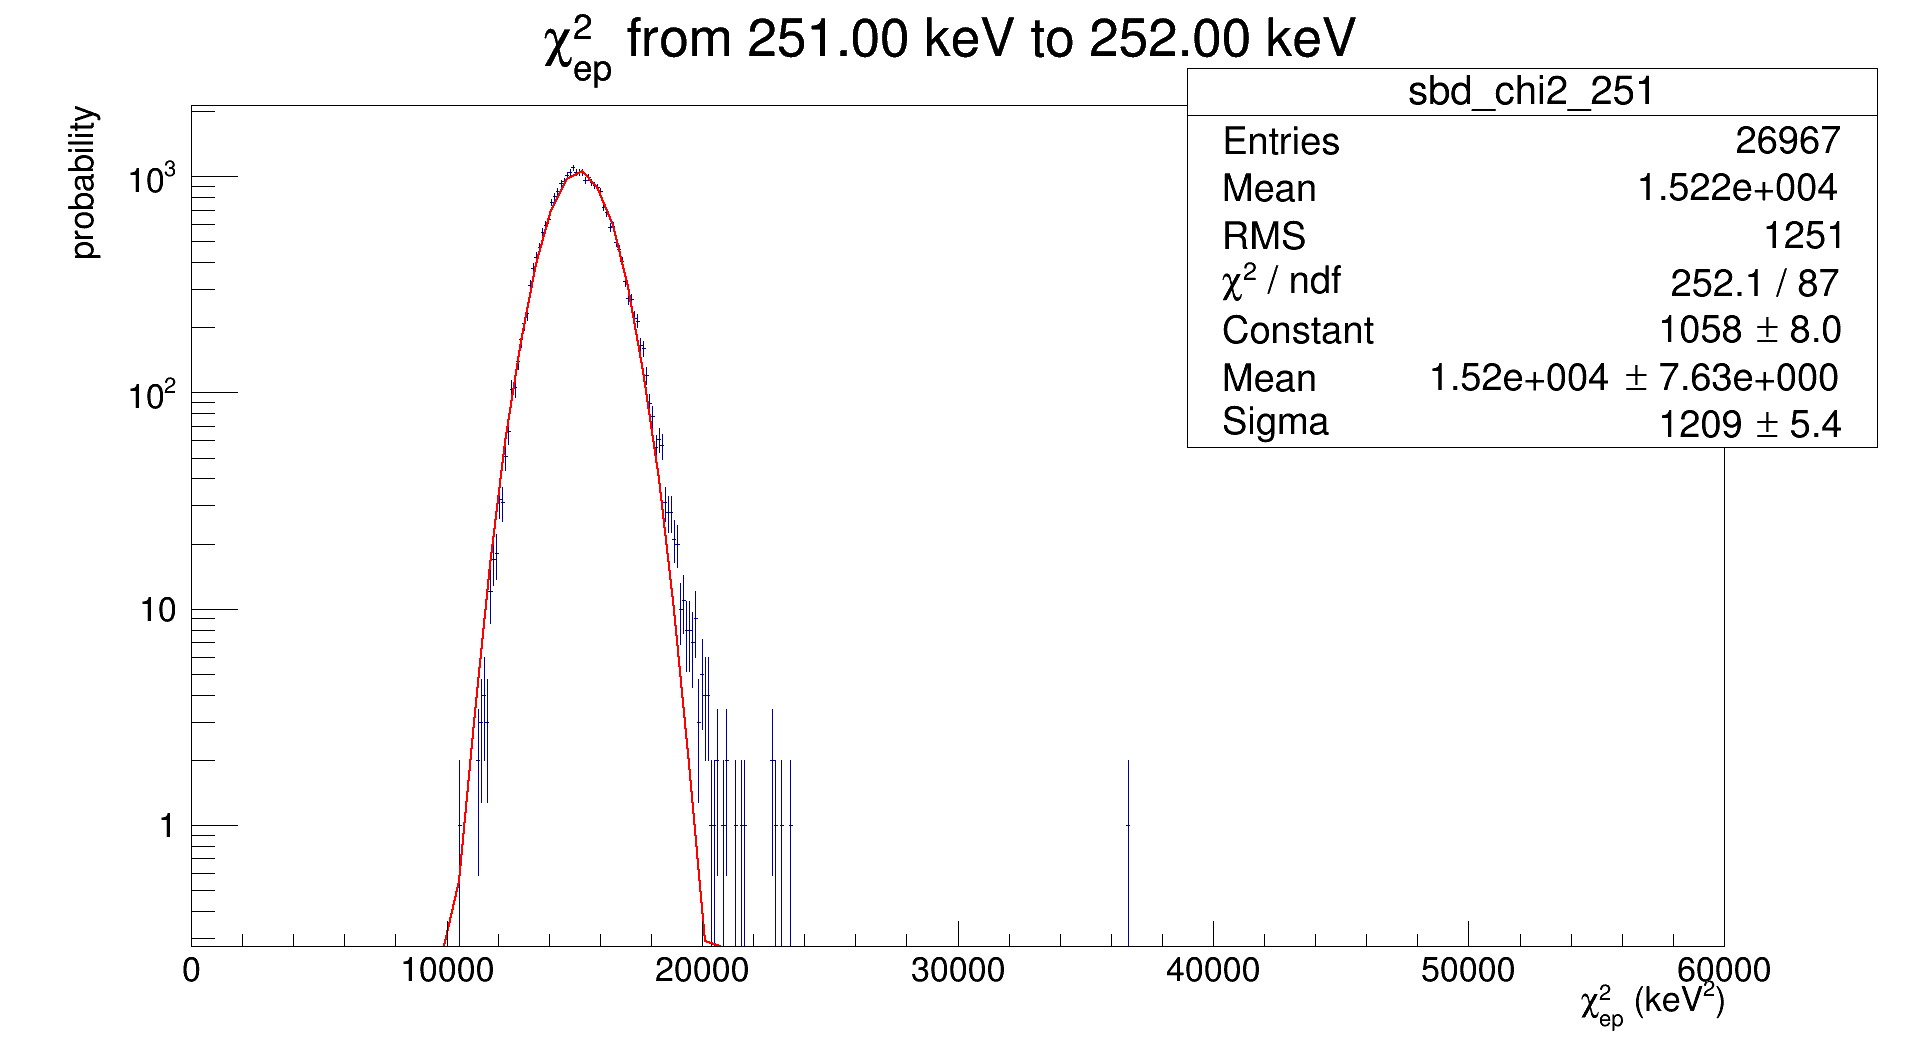 χ²ep from 251.00 keV to 252.00 keV
sbd_chi2_251
Entries 26967
Mean 1.522e+004
RMS 1251
χ² / ndf 252.1 / 87
Constant 1058 ± 8.0
Mean 1.52e+004 ± 7.63e+000
Sigma 1209 ± 5.4
probability
10³
10²
10
1
0 10000 20000 30000 40000 50000 60000
χ²ep (keV²)